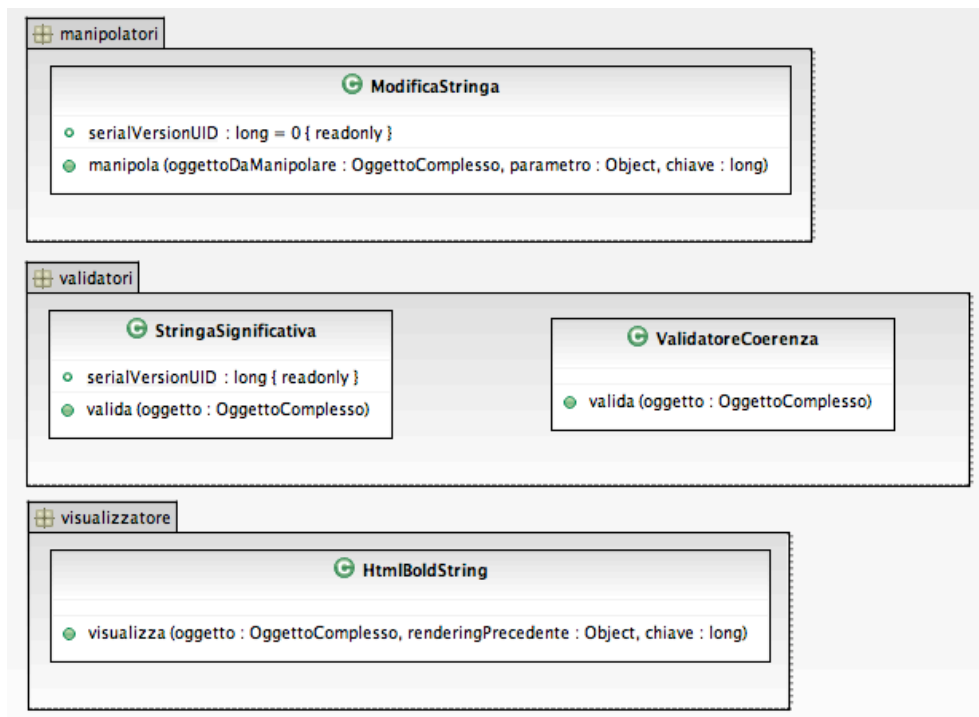 manipolatori
ModificaStringa
serialVersionUID : long = 0 { readonly }
manipola (oggettoDaManipolare : OggettoComplesso, parametro : Object, chiave : long)
validatori
StringaSignificativa
serialVersionUID : long { readonly }
valida (oggetto : OggettoComplesso)
ValidatoreCoerenza
valida (oggetto : OggettoComplesso)
visualizzatore
HtmlBoldString
visualizza (oggetto : OggettoComplesso, renderingPrecedente : Object, chiave : long)